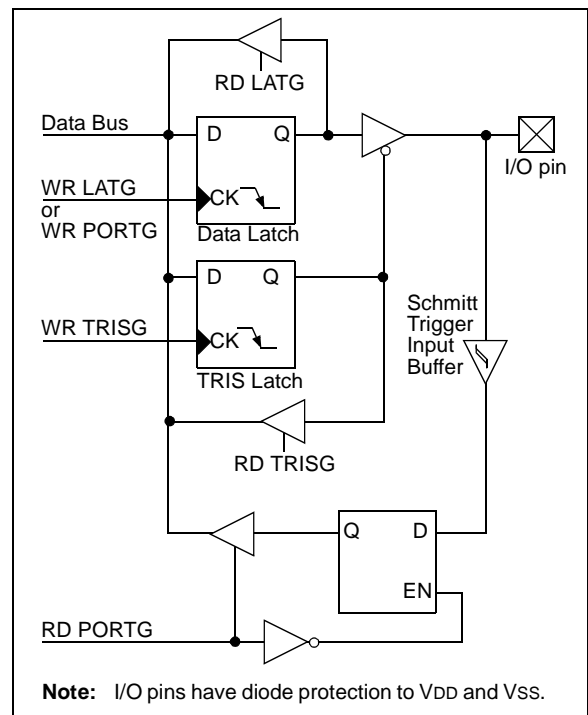 RD LATG
Data Bus
D Q
I/O pin
WR LATG
or
WR PORTG
CK
Data Latch
D Q
WR TRISG
CK
TRIS Latch
Schmitt
Trigger
Input
Buffer
RD TRISG
Q D
EN
RD PORTG
Note: I/O pins have diode protection to VDD and VSS.